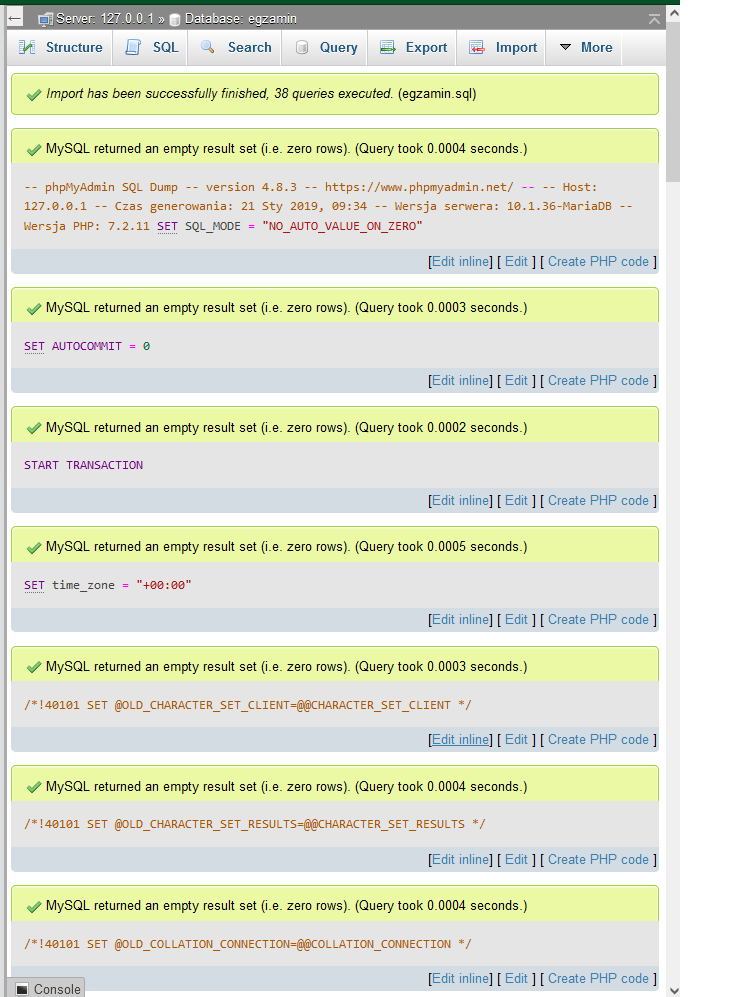 Server: 127.0.0.1 » Database: egzamin
Structure SQL Search Query Export Import More
Import has been successfully finished, 38 queries executed. (egzamin.sql)
MySQL returned an empty result set (i.e. zero rows). (Query took 0.0004 seconds.)
-- phpMyAdmin SQL Dump -- version 4.8.3 -- https://www.phpmyadmin.net/ -- -- Host:
127.0.0.1 -- Czas generowania: 21 Sty 2019, 09:34 -- Wersja serwera: 10.1.36-MariaDB --
Wersja PHP: 7.2.11 SET SQL_MODE = "NO_AUTO_VALUE_ON_ZERO"
[Edit inline] [ Edit ] [ Create PHP code ]
MySQL returned an empty result set (i.e. zero rows). (Query took 0.0003 seconds.)
SET AUTOCOMMIT = 0
[Edit inline] [ Edit ] [ Create PHP code ]
MySQL returned an empty result set (i.e. zero rows). (Query took 0.0002 seconds.)
START TRANSACTION
[Edit inline] [ Edit ] [ Create PHP code ]
MySQL returned an empty result set (i.e. zero rows). (Query took 0.0005 seconds.)
SET time_zone = "+00:00"
[Edit inline] [ Edit ] [ Create PHP code ]
MySQL returned an empty result set (i.e. zero rows). (Query took 0.0003 seconds.)
/*!40101 SET @OLD_CHARACTER_SET_CLIENT=@@CHARACTER_SET_CLIENT */
[Edit inline] [ Edit ] [ Create PHP code ]
MySQL returned an empty result set (i.e. zero rows). (Query took 0.0004 seconds.)
/*!40101 SET @OLD_CHARACTER_SET_RESULTS=@@CHARACTER_SET_RESULTS */
[Edit inline] [ Edit ] [ Create PHP code ]
MySQL returned an empty result set (i.e. zero rows). (Query took 0.0004 seconds.)
/*!40101 SET @OLD_COLLATION_CONNECTION=@@COLLATION_CONNECTION */
[Edit inline] [ Edit ] [ Create PHP code ]
Console